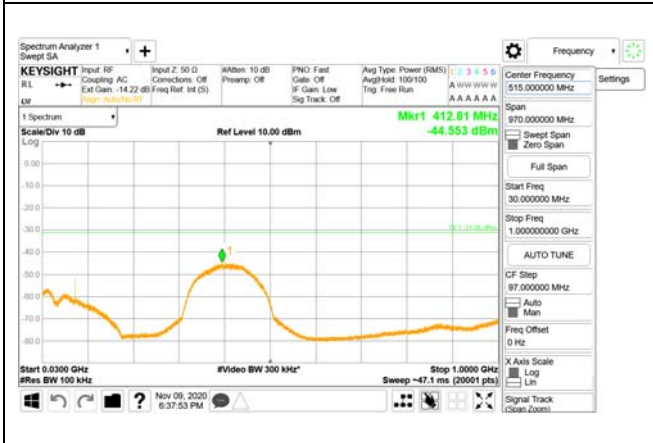 Spectrum Analyzer 1
Swept SA
Frequency
KEYSIGHT
Input: RF
Coupling: AC
Ext Gain: -14.22 dB
Align: Auto/No RF
Input Z: 50 Ω
Corrections: Off
Freq Ref: Int (S)
#Atten: 10 dB
Preamp: Off
PNO: Fast
Gate: Off
IF Gain: Low
Sig Track: Off
Avg Type: Power (RMS)
Avg|Hold: 100/100
Trig: Free Run
1 2 3 4 5 6
A W W W W W
A A A A A A
RL
1 Spectrum
Scale/Div 10 dB
Ref Level 10.00 dBm
Mkr1 412.81 MHz
-44.553 dBm
Log
0.00
-10.0
-20.0
-30.0
-40.0
-50.0
-60.0
-70.0
-80.0
1
Start 0.0300 GHz
#Res BW 100 kHz
#Video BW 300 kHz*
Stop 1.0000 GHz
Sweep ~47.1 ms (20001 pts)
Nov 09, 2020
6:37:53 PM
Center Frequency
515.000000 MHz
Settings
Span
970.000000 MHz
Swept Span
Zero Span
Full Span
Start Freq
30.000000 MHz
Stop Freq
1.000000000 GHz
AUTO TUNE
CF Step
97.000000 MHz
Auto
Man
Freq Offset
0 Hz
X Axis Scale
Log
Lin
Signal Track
(Span Zoom)